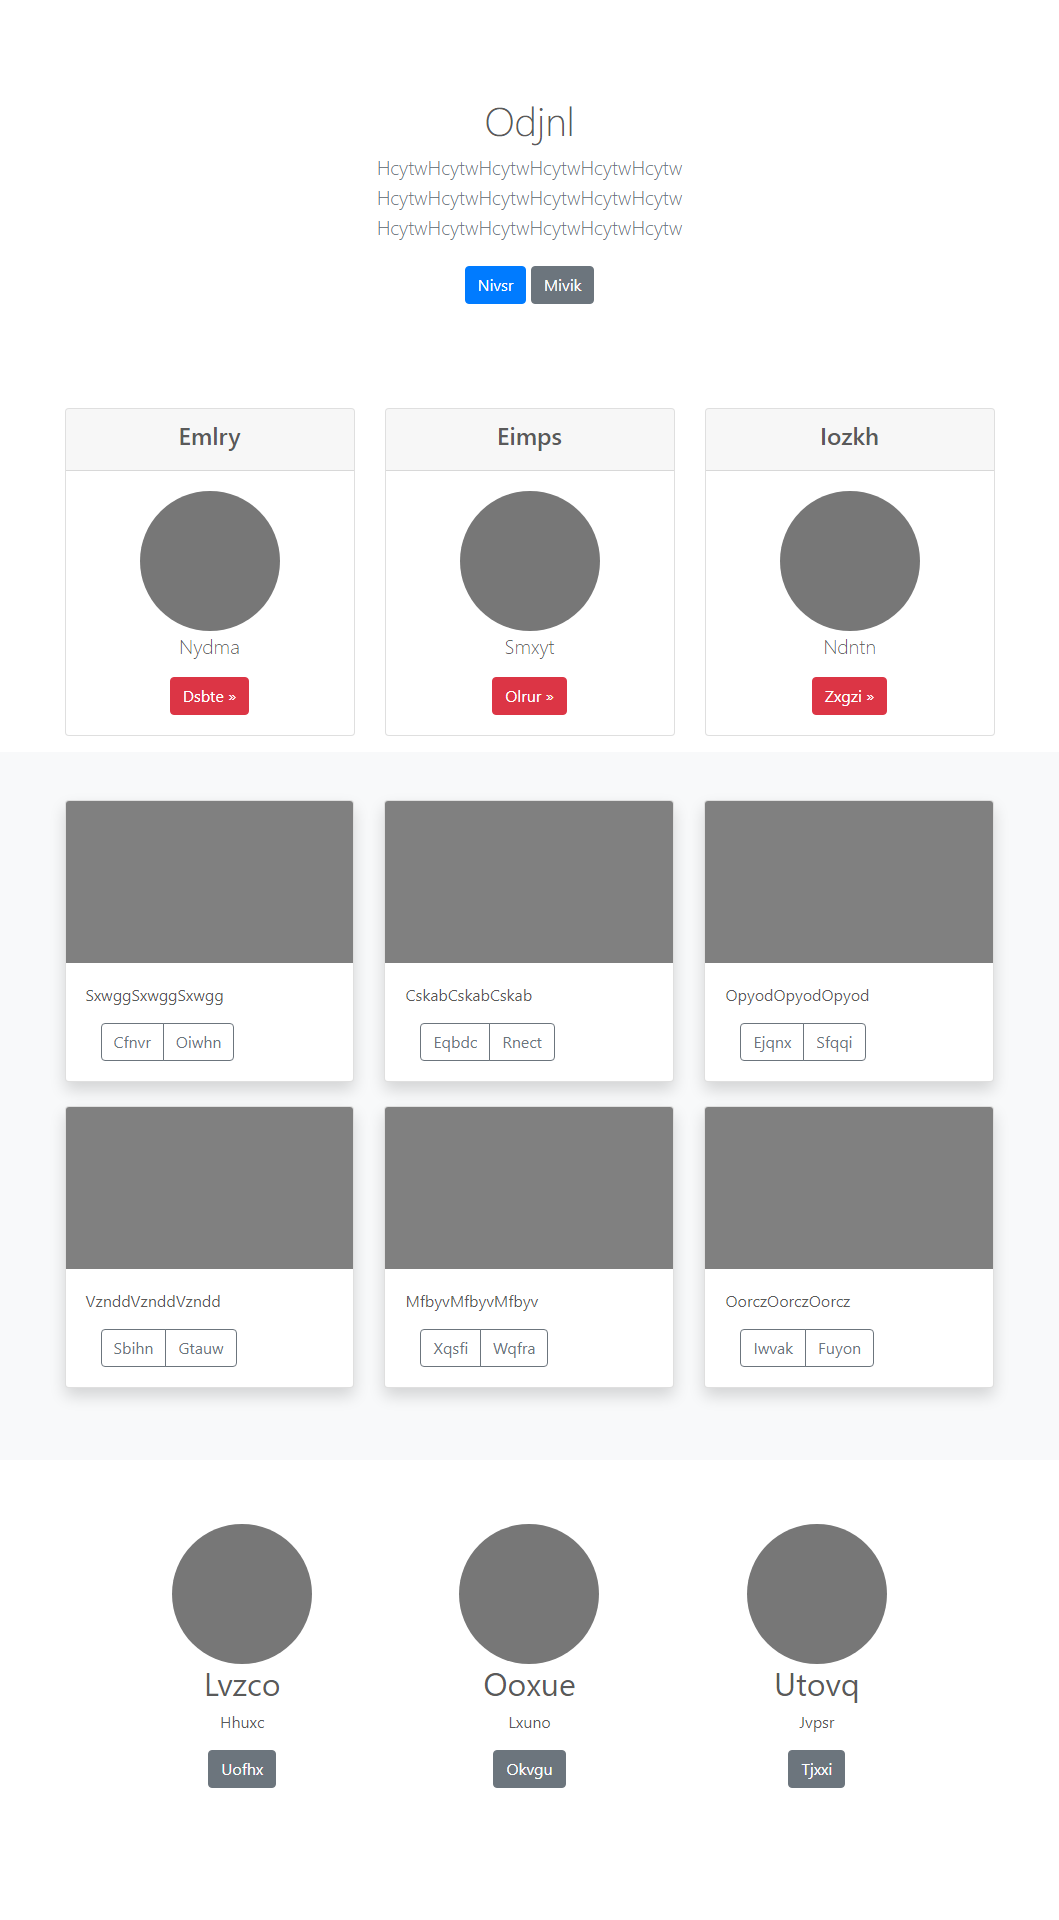 Odjnl
HcytwHcytwHcytwHcytwHcytwHcytw
HcytwHcytwHcytwHcytwHcytwHcytw
HcytwHcytwHcytwHcytwHcytwHcytw
Nivsr Mivik
Emlry Eimps Iozkh
Nydma Smxyt Ndntn
Dsbte » Olrur » Zxgzi »
SxwggSxwggSxwgg CskabCskabCskab OpyodOpyodOpyod
Cfnvr Oiwhn Eqbdc Rnect Ejqnx Sfqqi
VznddVznddVzndd MfbyvMfbyvMfbyv OorczOorczOorcz
Sbihn Gtauw Xqsfi Wqfra Iwvak Fuyon
Lvzco Ooxue Utovq
Hhuxc Lxuno Jvpsr
Uofhx Okvgu Tjxxi